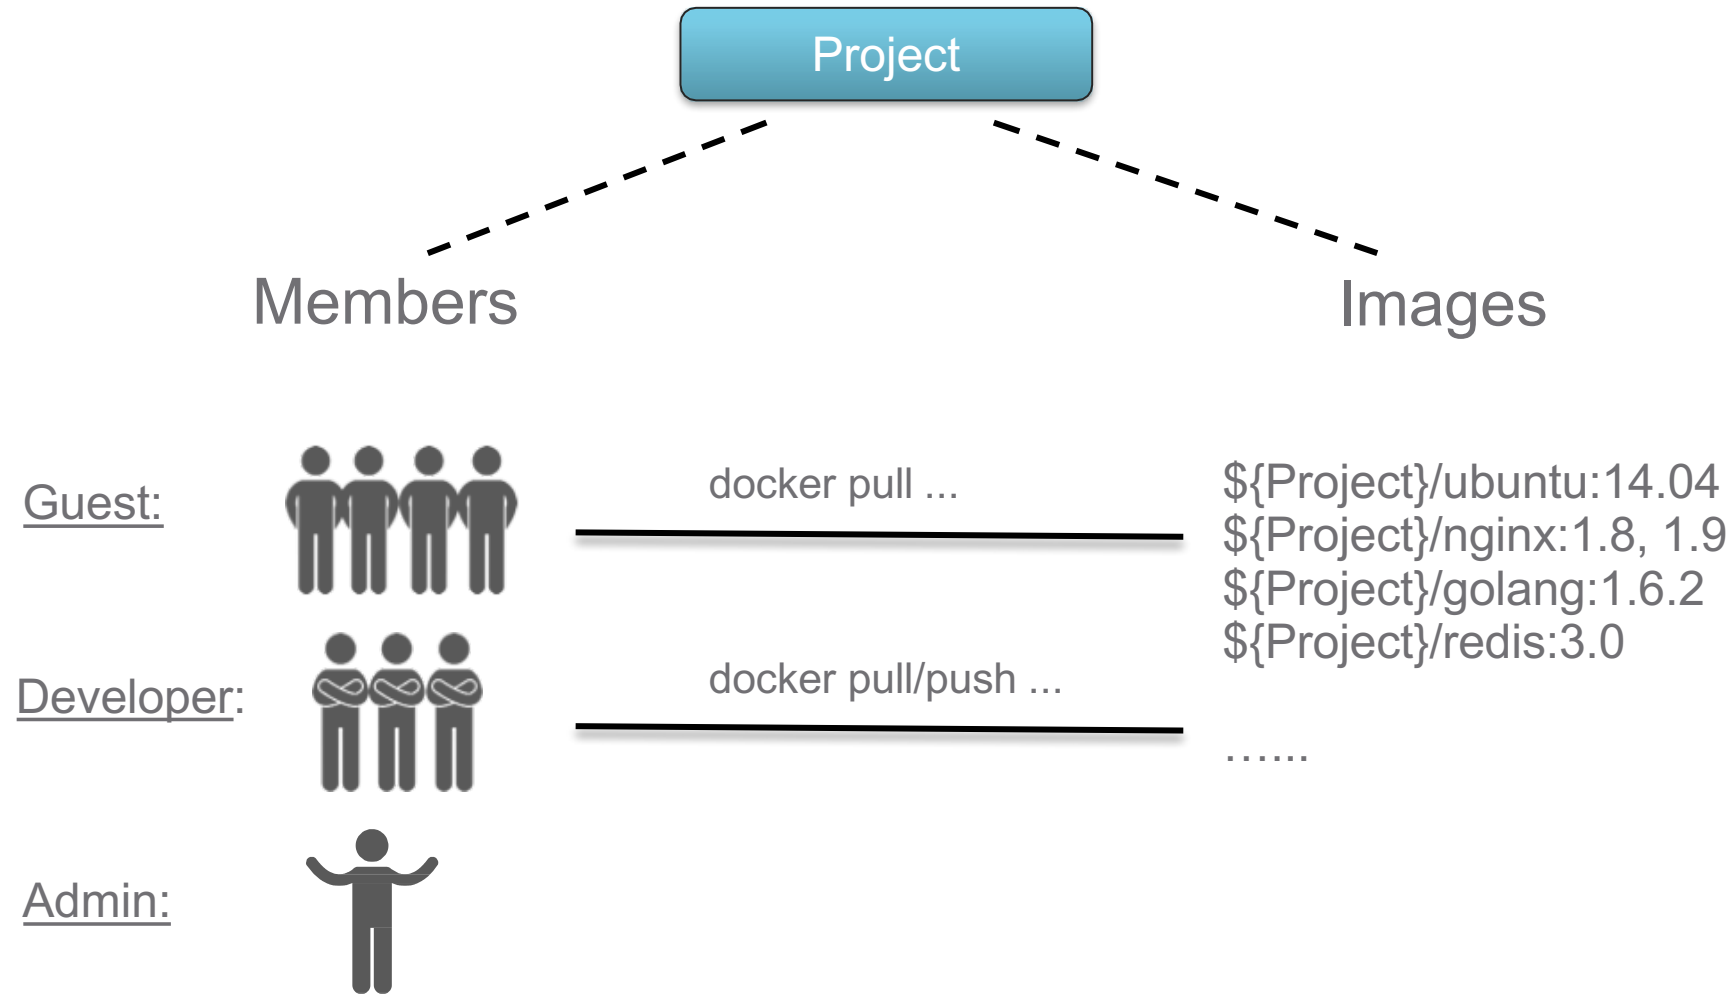 Project
Members
Images
Guest:
docker pull ...
${Project}/ubuntu:14.04
${Project}/nginx:1.8, 1.9
${Project}/golang:1.6.2
${Project}/redis:3.0
Developer:
docker pull/push ...
…...
Admin: